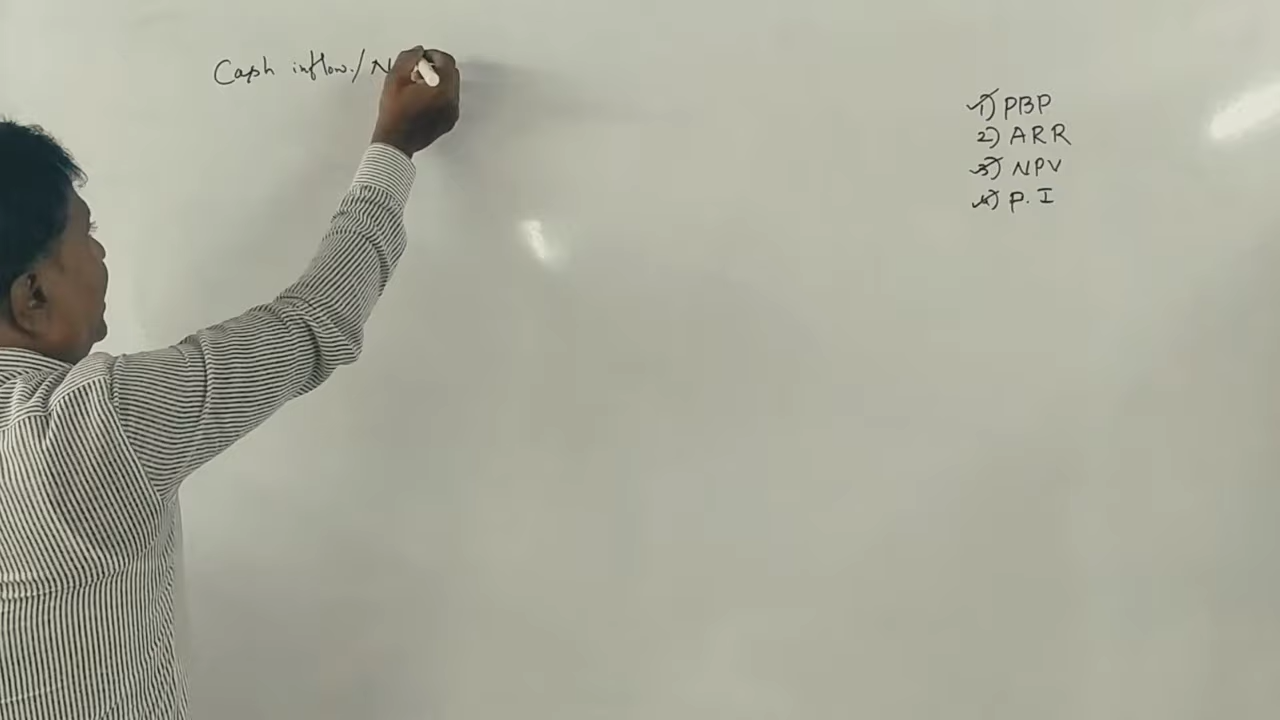 Cash inflow./ N
1) PBP
2) ARR
3) NPV
4) P.I